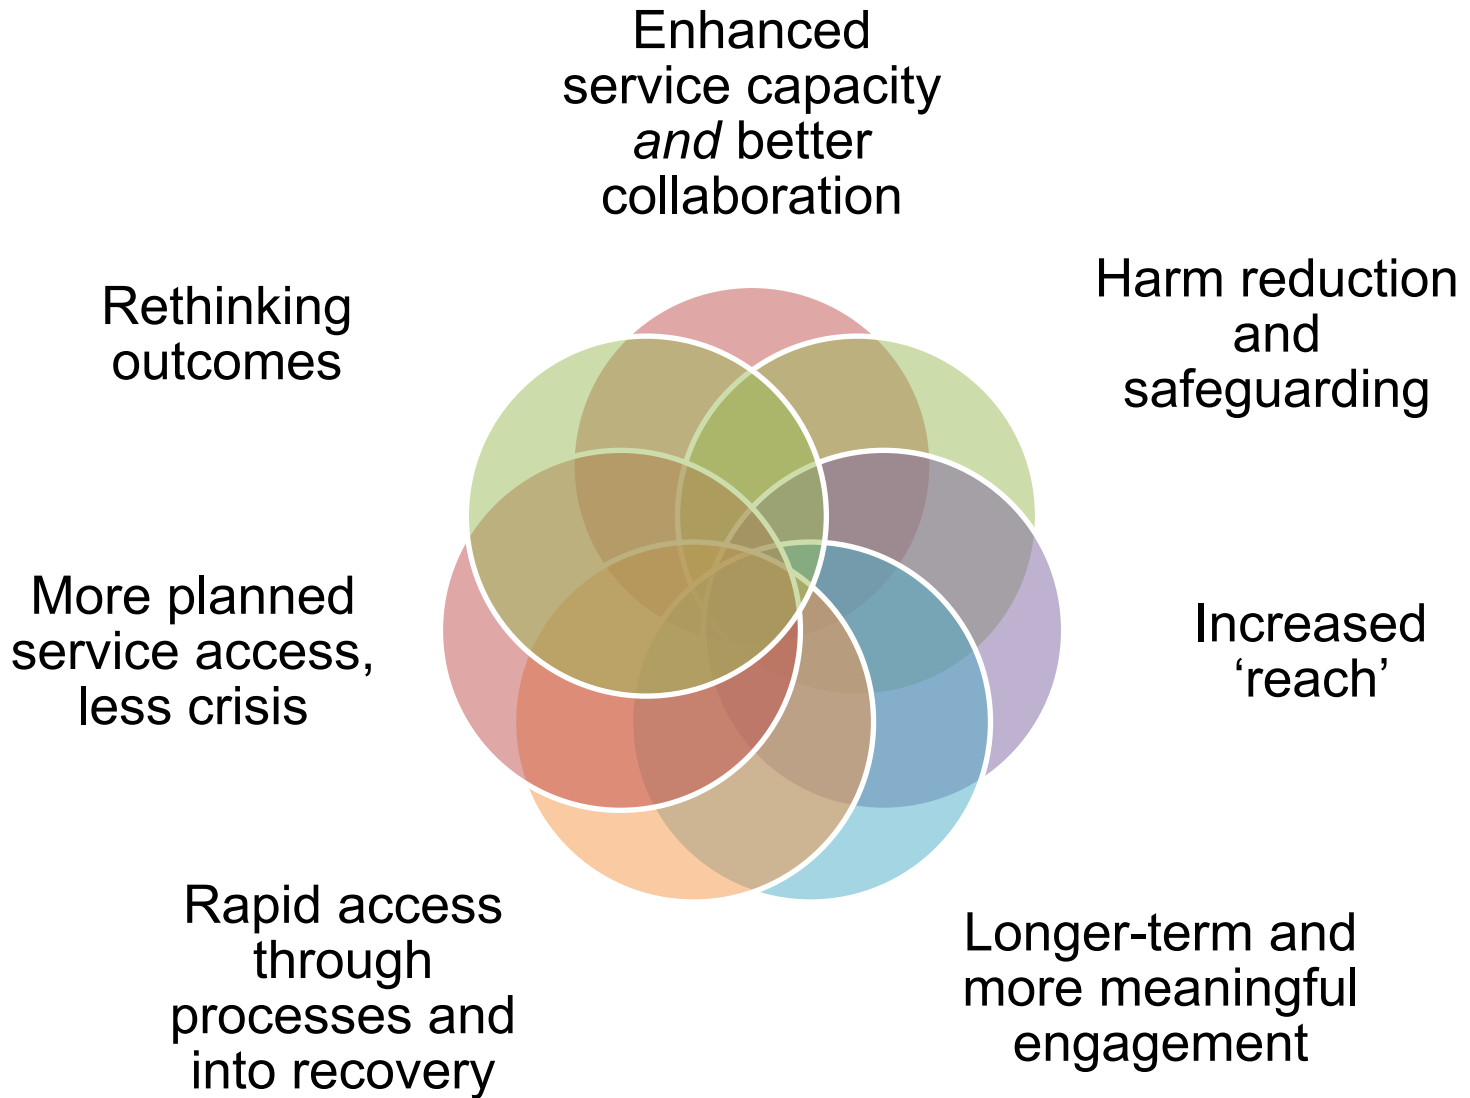 Enhanced
service capacity
and better
collaboration
Harm reduction
and
safeguarding
Increased
‘reach’
Longer-term and
more meaningful
engagement
Rapid access
through
processes and
into recovery
More planned
service access,
less crisis
Rethinking
outcomes